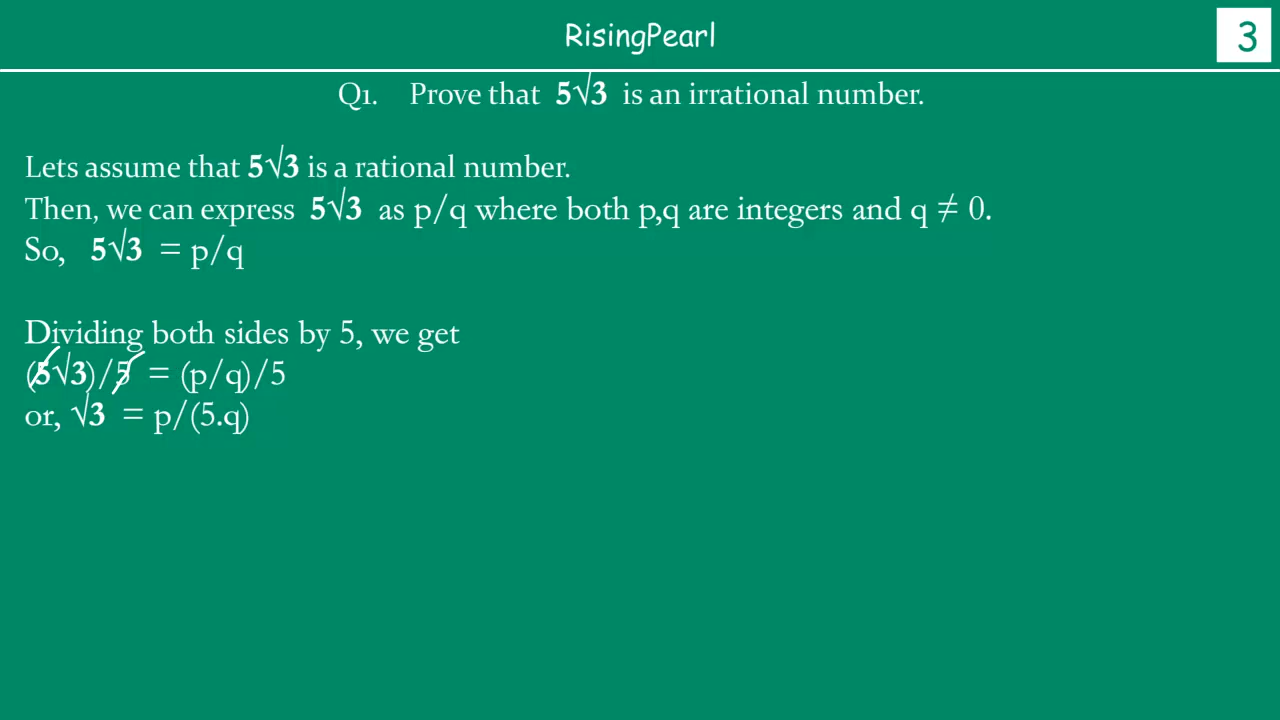 RisingPearl
3
Q1. Prove that 5√3 is an irrational number.
Lets assume that 5√3 is a rational number.
Then, we can express 5√3 as p/q where both p,q are integers and q ≠ 0.
So, 5√3 = p/q
Dividing both sides by 5, we get
(5√3)/5 = (p/q)/5
or, √3 = p/(5.q)